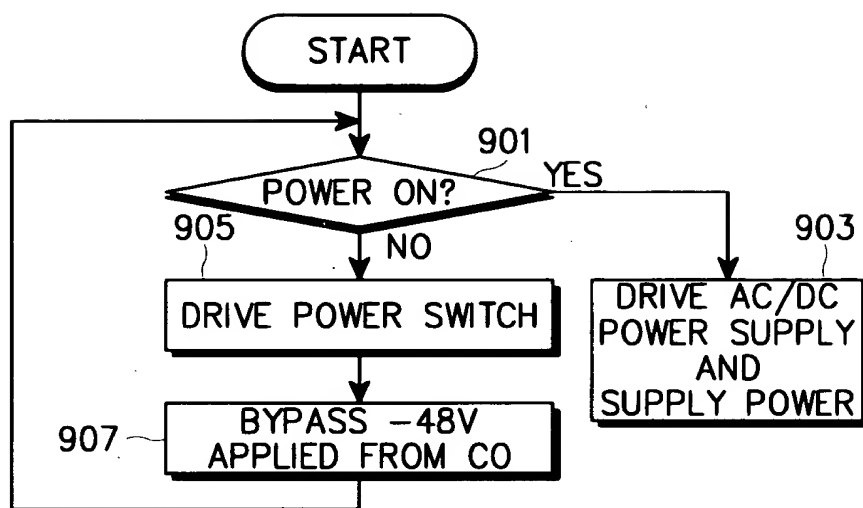 START
901
POWER ON?
YES
NO
905
DRIVE POWER SWITCH
903
DRIVE AC/DC
POWER SUPPLY
AND
SUPPLY POWER
907
BYPASS -48V
APPLIED FROM CO